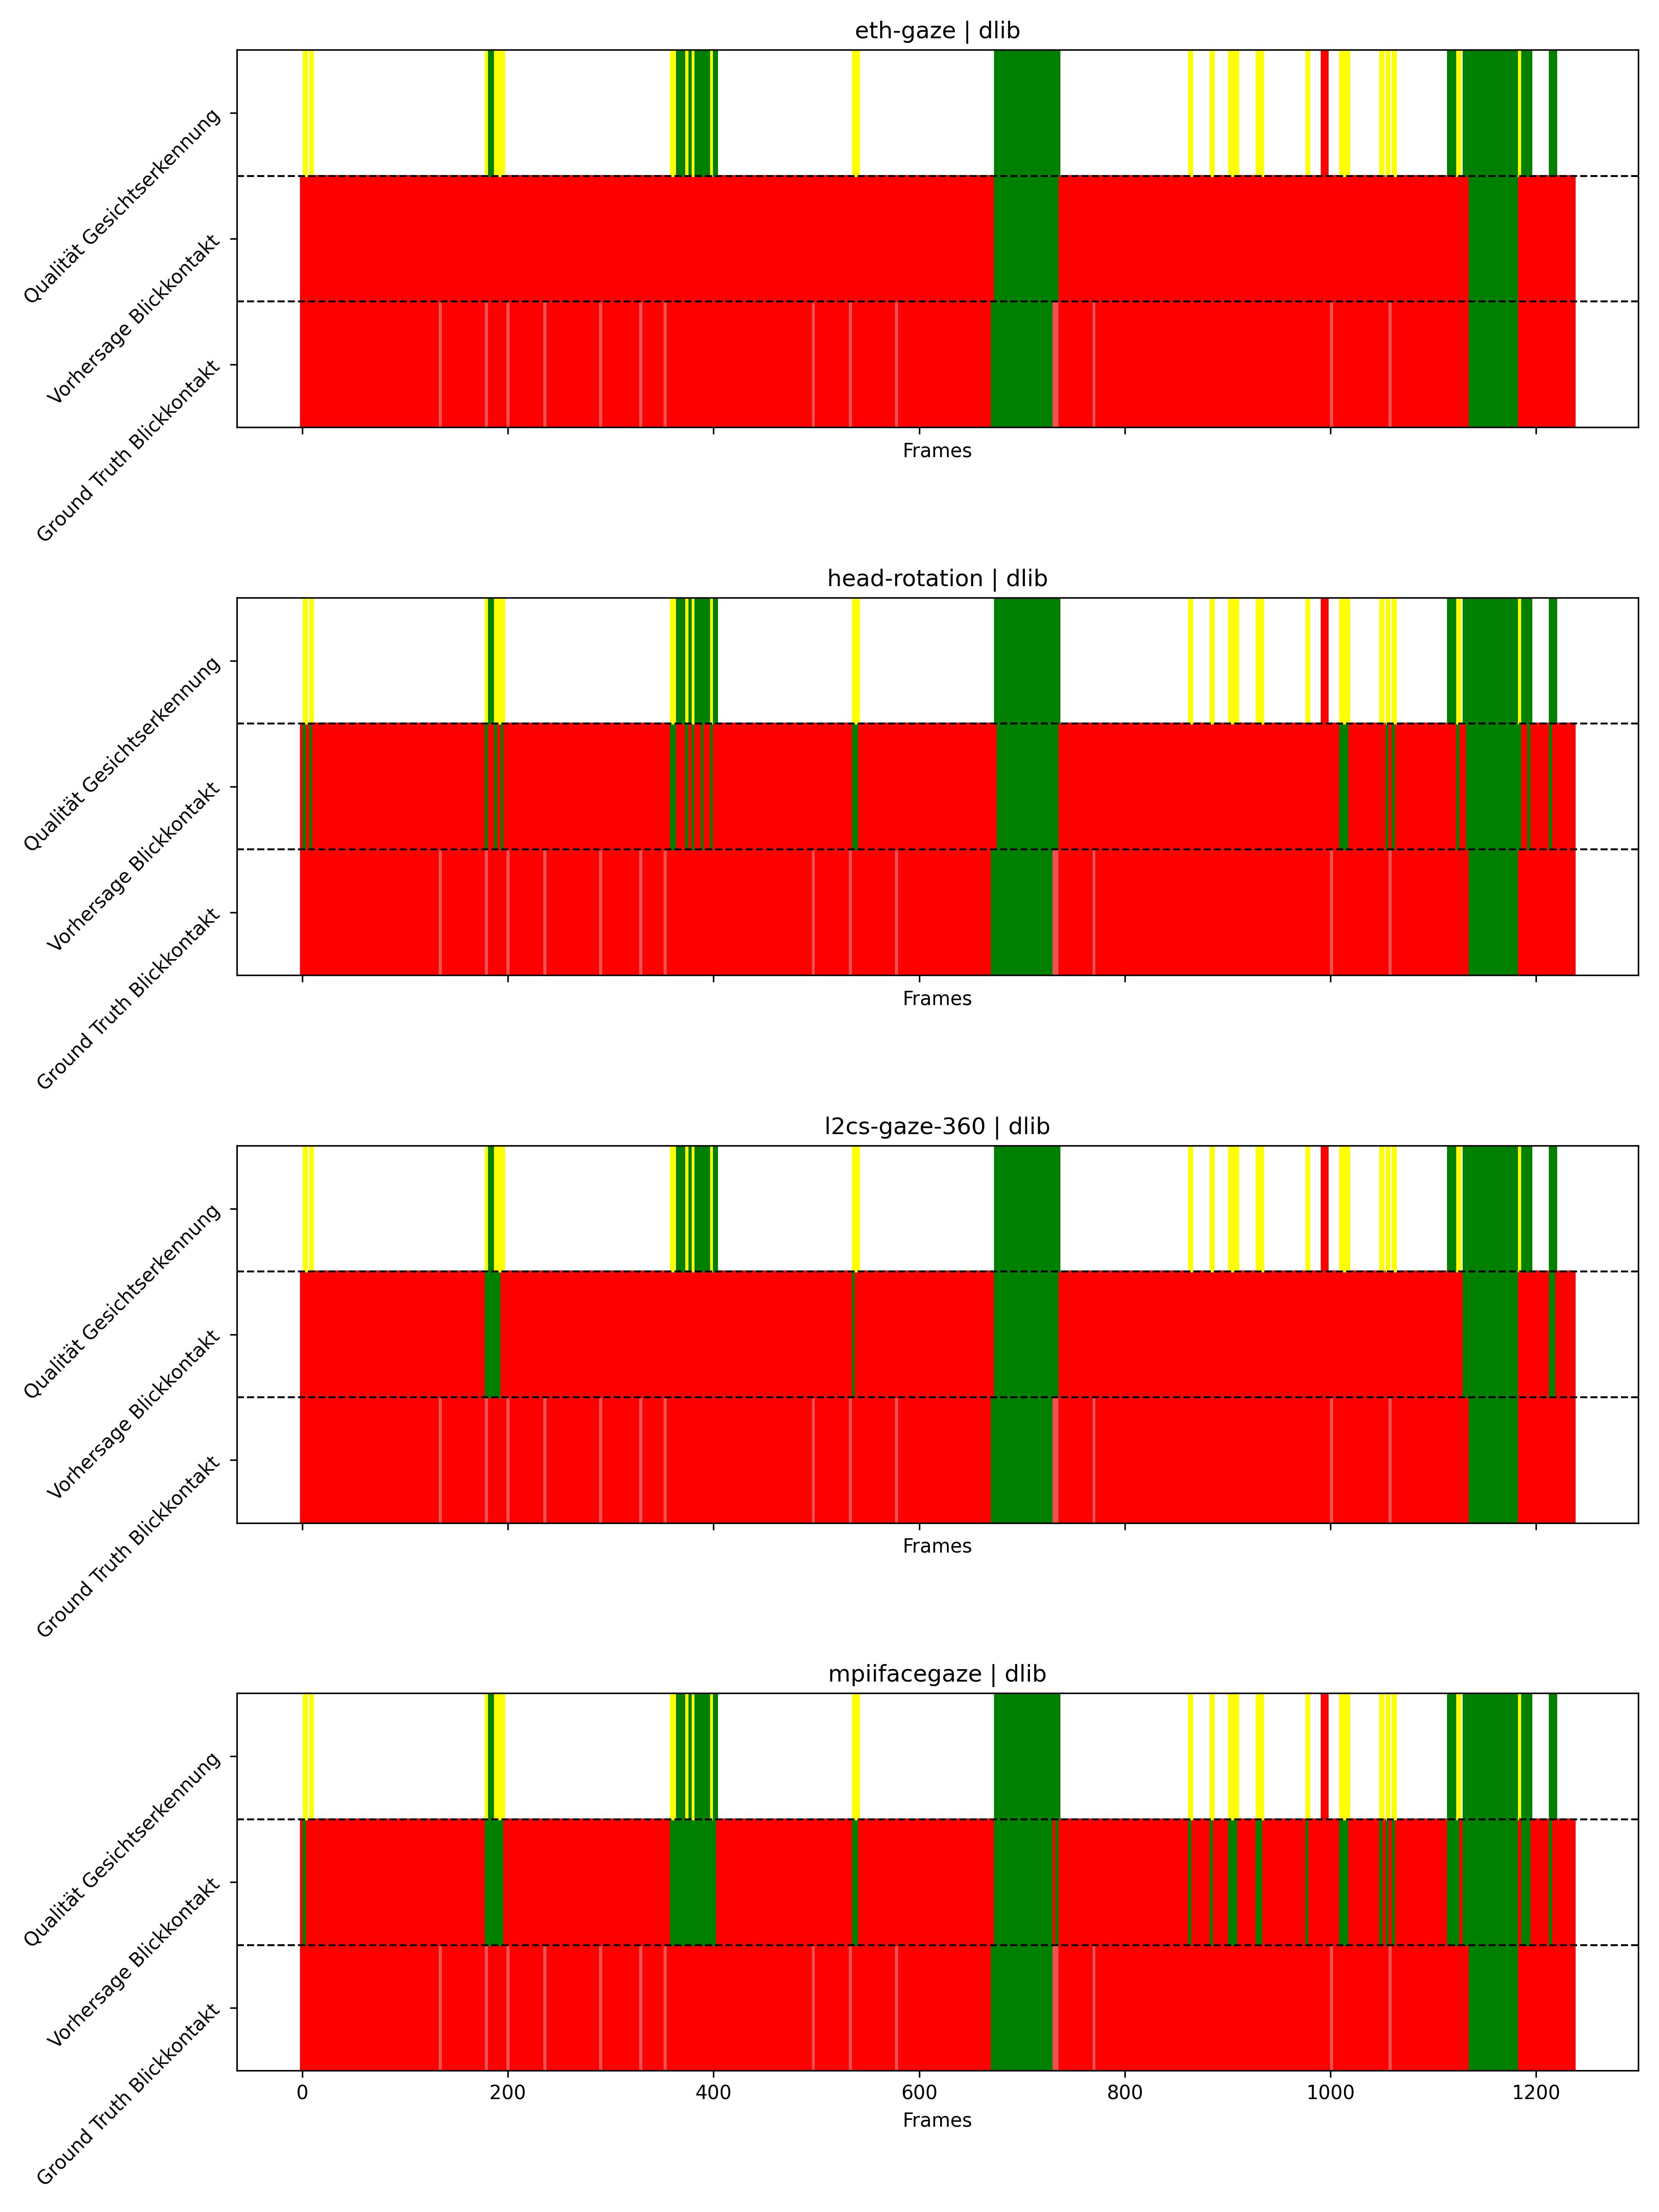 eth-gaze | dlib
Qualität Gesichtserkennung
Vorhersage Blickkontakt
Ground Truth Blickkontakt
Frames
head-rotation | dlib
Qualität Gesichtserkennung
Vorhersage Blickkontakt
Ground Truth Blickkontakt
Frames
l2cs-gaze-360 | dlib
Qualität Gesichtserkennung
Vorhersage Blickkontakt
Ground Truth Blickkontakt
Frames
mpiifacegaze | dlib
Qualität Gesichtserkennung
Vorhersage Blickkontakt
Ground Truth Blickkontakt
0 200 400 600 800 1000 1200
Frames